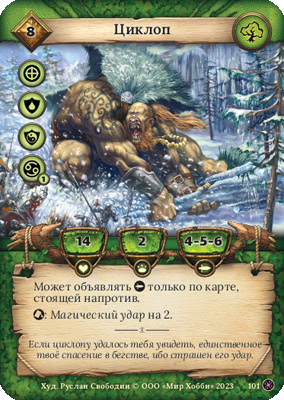 8 Циклоп
1
14 2 4-5-6
Может объявлять только по карте,
стоящей напротив.
: Магический удар на 2.
Если циклопу удалось тебя увидеть, единственное
твоё спасение в бегстве, ибо страшен его удар.
Худ. Руслан Свободин © ООО «Мир Хобби» 2023 101